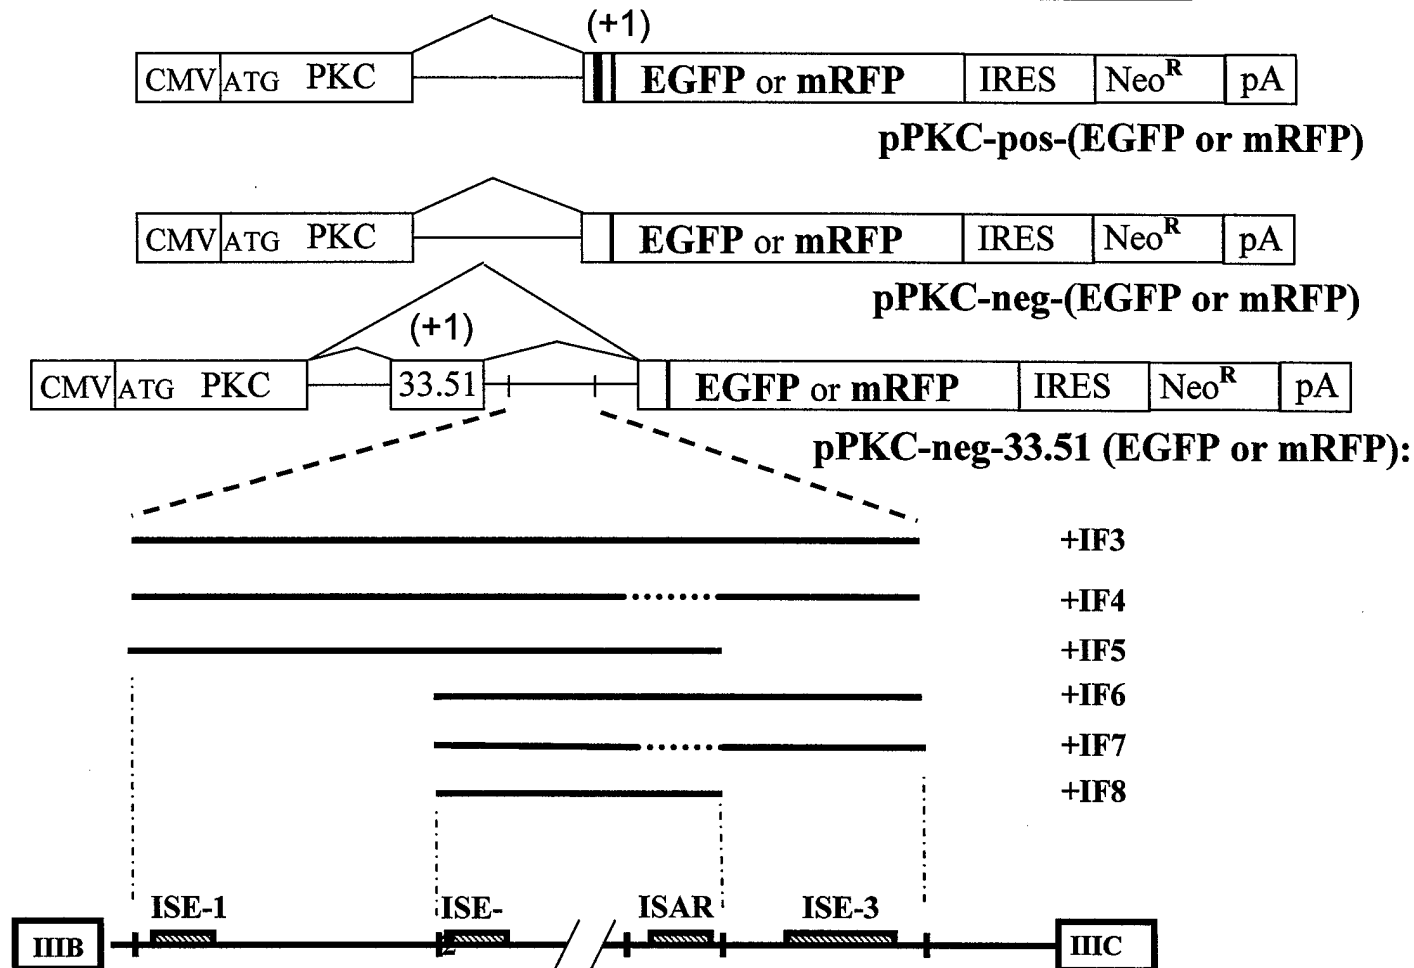 (+1)
CMV ATG PKC EGFP or mRFP IRES Neo^R pA
pPKC-pos-(EGFP or mRFP)
CMV ATG PKC EGFP or mRFP IRES Neo^R pA
pPKC-neg-(EGFP or mRFP)
(+1)
CMV ATG PKC 33.51 EGFP or mRFP IRES Neo^R pA
pPKC-neg-33.51 (EGFP or mRFP):
+IF3
+IF4
+IF5
+IF6
+IF7
+IF8
ISE-1 ISE-2 ISAR ISE-3
IIIB IIIC